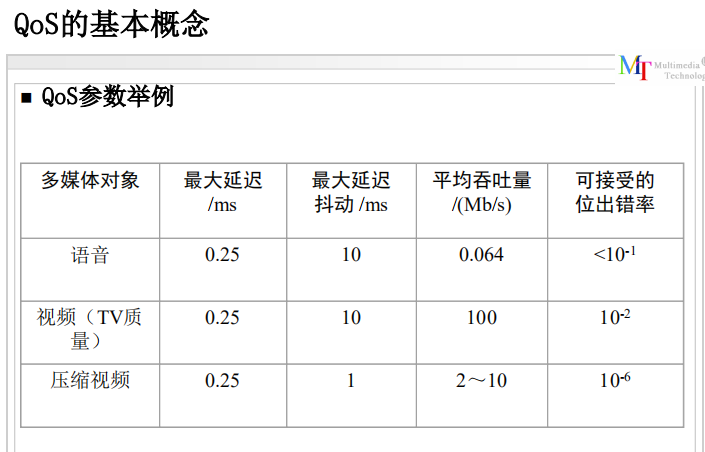 QoS的基本概念
MT Multimedia®
Technology
■ QoS参数举例
多媒体对象 最大延迟 最大延迟 平均吞吐量 可接受的
/ms 抖动 /ms /(Mb/s) 位出错率
语音 0.25 10 0.064 <10-1
视频（TV质 0.25 10 100 10-2
量）
压缩视频 0.25 1 2～10 10-6